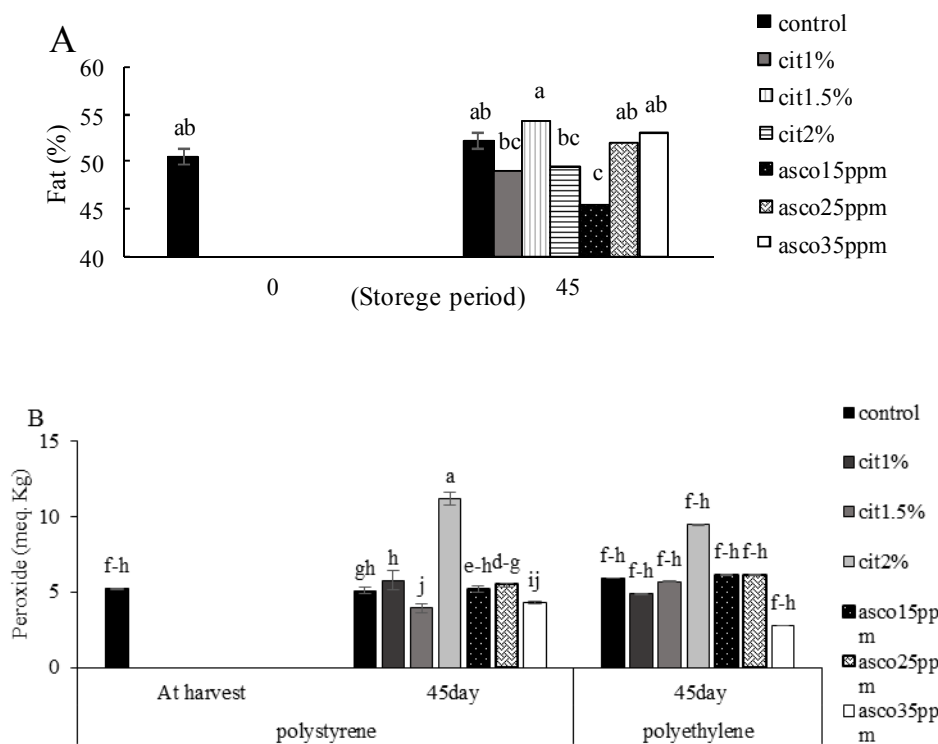 A
Fat (%)
60
55
50
45
40
ab
ab
bc
a
bc
c
ab
ab
0
45
(Storege period)
control
cit1%
cit1.5%
cit2%
asco15ppm
asco25ppm
asco35ppm
B
Peroxide (meq. Kg)
15
10
5
0
f-h
gh
h
j
a
e-h
d-g
ij
f-h
f-h
f-h
f-h
f-h
f-h
f-h
At harvest
45day
45day
polystyrene
polyethylene
control
cit1%
cit1.5%
cit2%
asco15pp
m
asco25pp
m
asco35pp
m